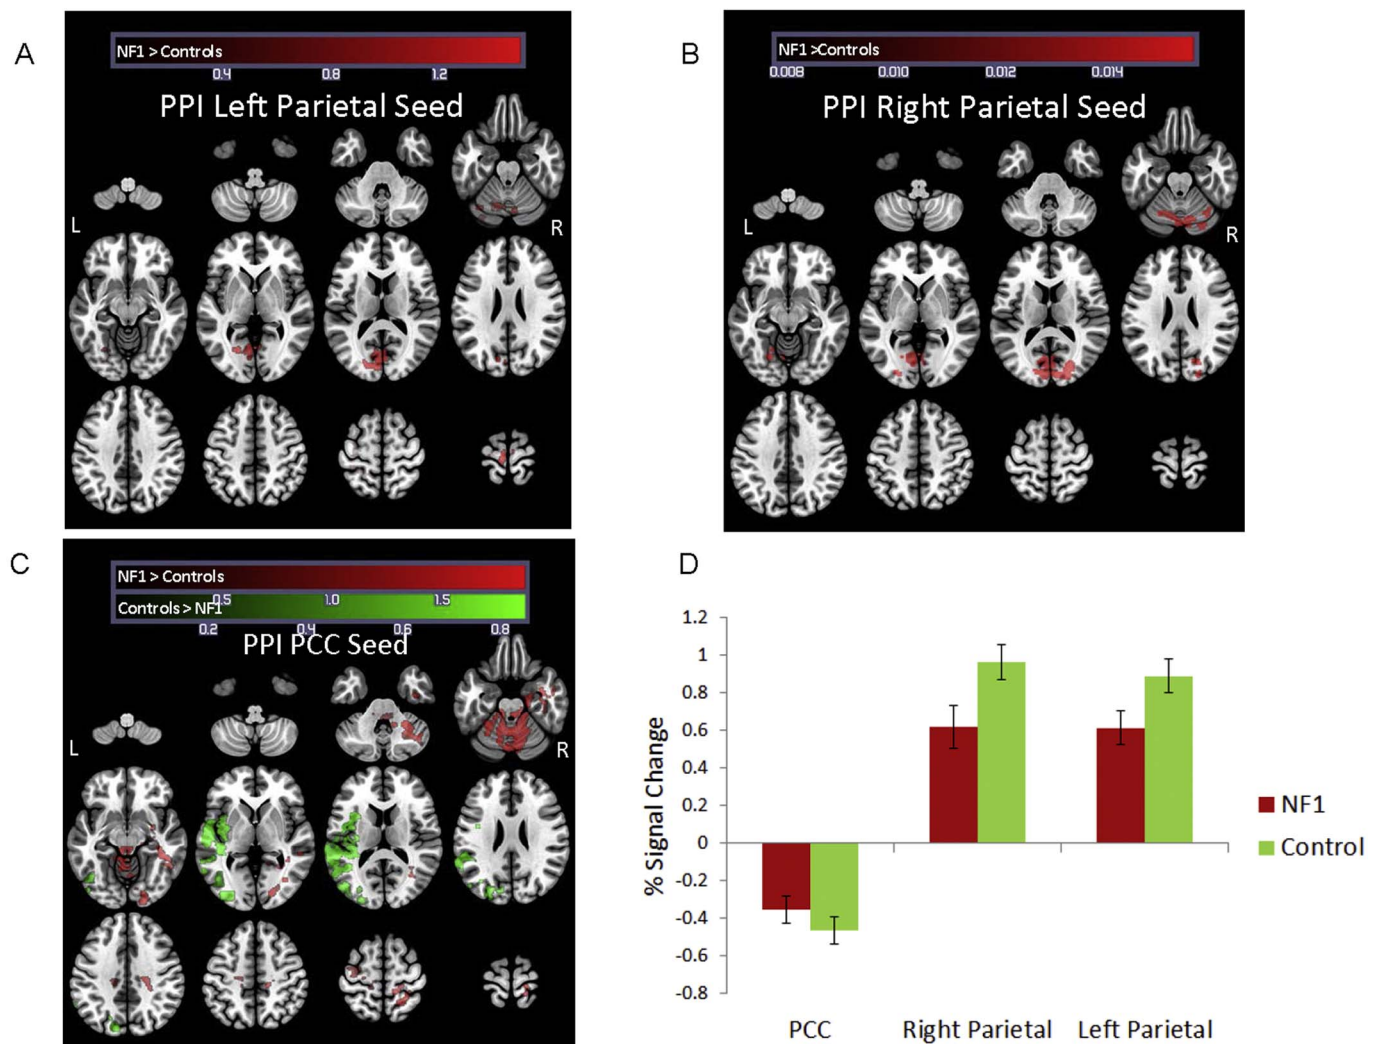 A
NF1 > Controls
0.4 0.8 1.2
PPI Left Parietal Seed
L
R
B
NF1 >Controls
0.008 0.010 0.012 0.014
PPI Right Parietal Seed
L
R
C
NF1 > Controls
0.5 1.0 1.5
Controls > NF1
0.2 0.4 0.6 0.8
PPI PCC Seed
L
R
D
% Signal Change
1.2
1
0.8
0.6
0.4
0.2
0
-0.2
-0.4
-0.6
-0.8
PCC Right Parietal Left Parietal
NF1
Control